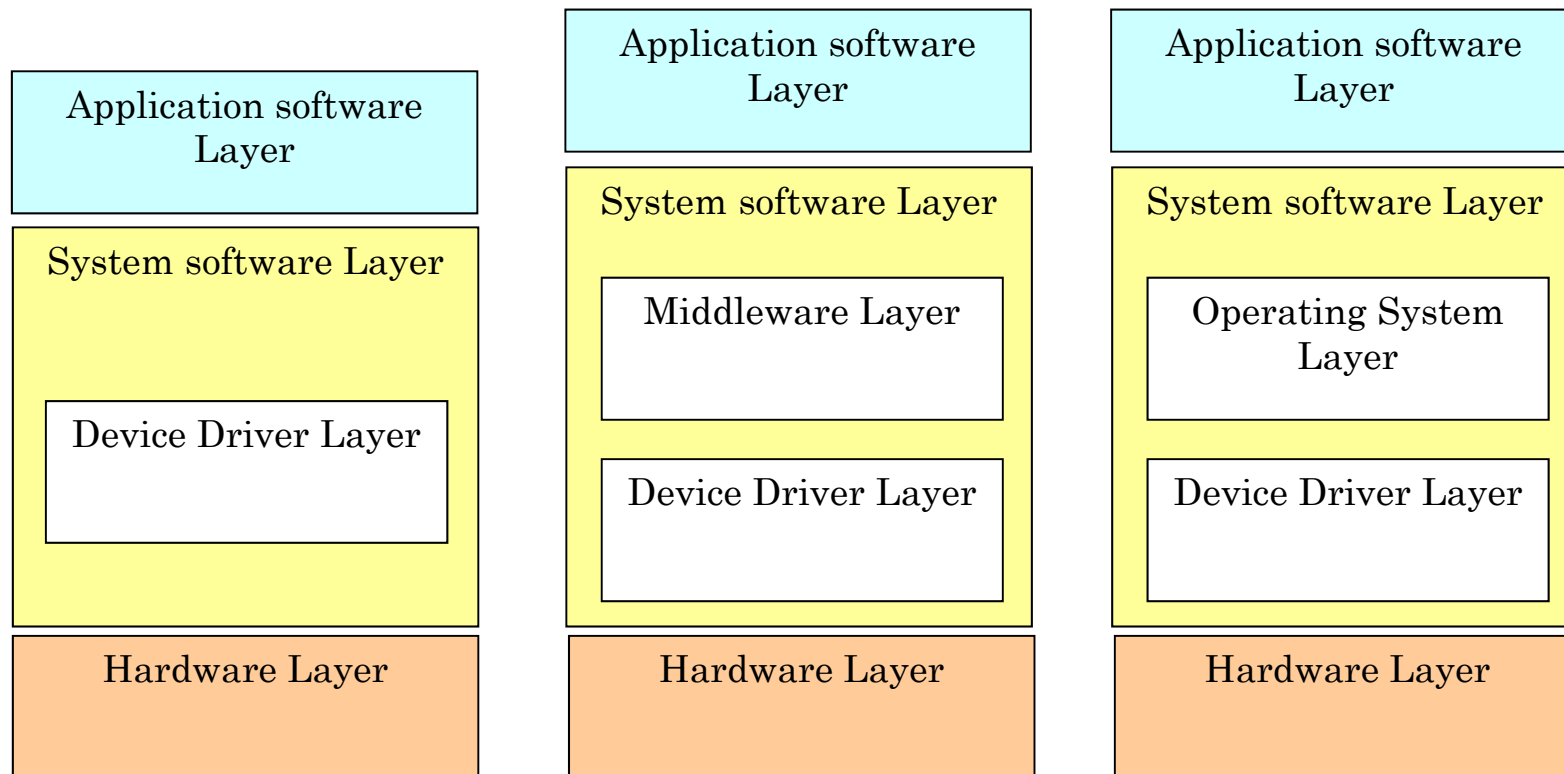 Application software
Layer
System software Layer
Device Driver Layer
Hardware Layer
Application software
Layer
System software Layer
Middleware Layer
Device Driver Layer
Hardware Layer
Application software
Layer
System software Layer
Operating System
Layer
Device Driver Layer
Hardware Layer